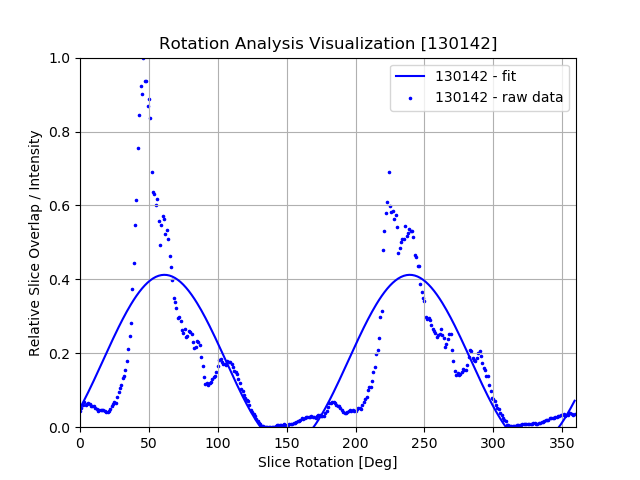 Rotation Analysis Visualization [130142]
130142 - fit
130142 - raw data
Relative Slice Overlap / Intensity
1.0
0.8
0.6
0.4
0.2
0.0
0 50 100 150 200 250 300 350
Slice Rotation [Deg]